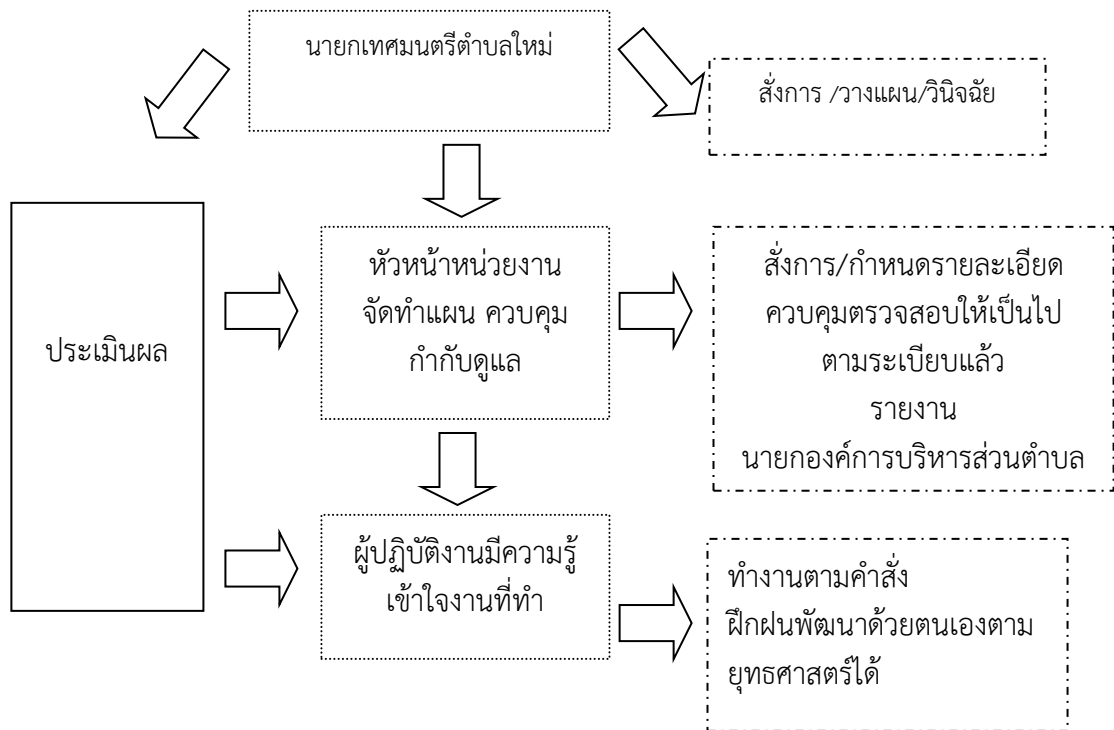 นายกเทศมนตรีตำบลใหม่
สั่งการ /วางแผน/วินิจฉัย
ประเมินผล
หัวหน้าหน่วยงาน
จัดทำแผน ควบคุม
กำกับดูแล
สั่งการ/กำหนดรายละเอียด
ควบคุมตรวจสอบให้เป็นไป
ตามระเบียบแล้ว
รายงาน
นายกองค์การบริหารส่วนตำบล
ผู้ปฏิบัติงานมีความรู้
เข้าใจงานที่ทำ
ทำงานตามคำสั่ง
ฝึกฝนพัฒนาด้วยตนเองตาม
ยุทธศาสตร์ได้